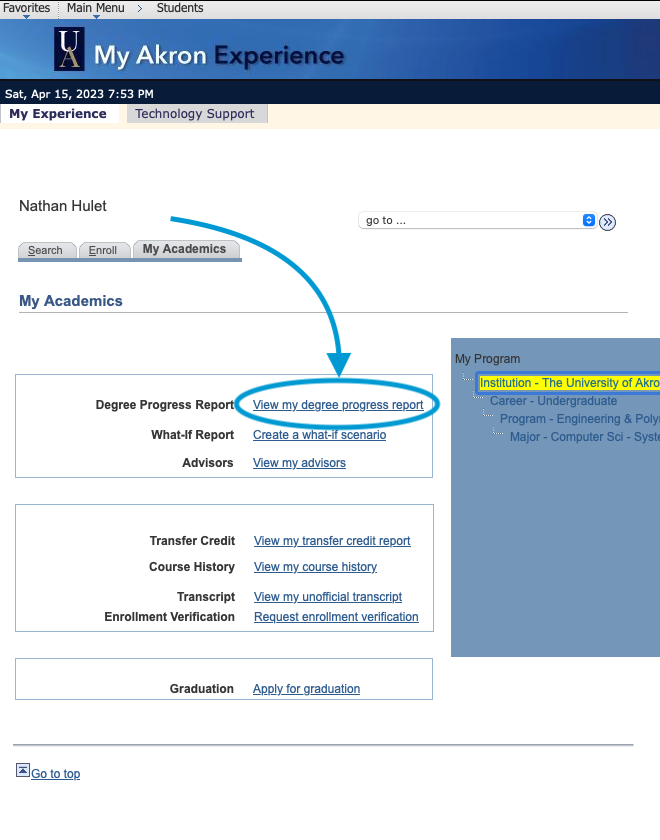 Favorites Main Menu > Students
UA My Akron Experience
Sat, Apr 15, 2023 7:53 PM
My Experience Technology Support
Nathan Hulet
go to ...
Search Enroll My Academics
My Academics
Degree Progress Report View my degree progress report
What-If Report Create a what-if scenario
Advisors View my advisors
My Program
Institution - The University of Akro
Career - Undergraduate
Program - Engineering & Poly
Major - Computer Sci - Syste
Transfer Credit View my transfer credit report
Course History View my course history
Transcript View my unofficial transcript
Enrollment Verification Request enrollment verification
Graduation Apply for graduation
Go to top